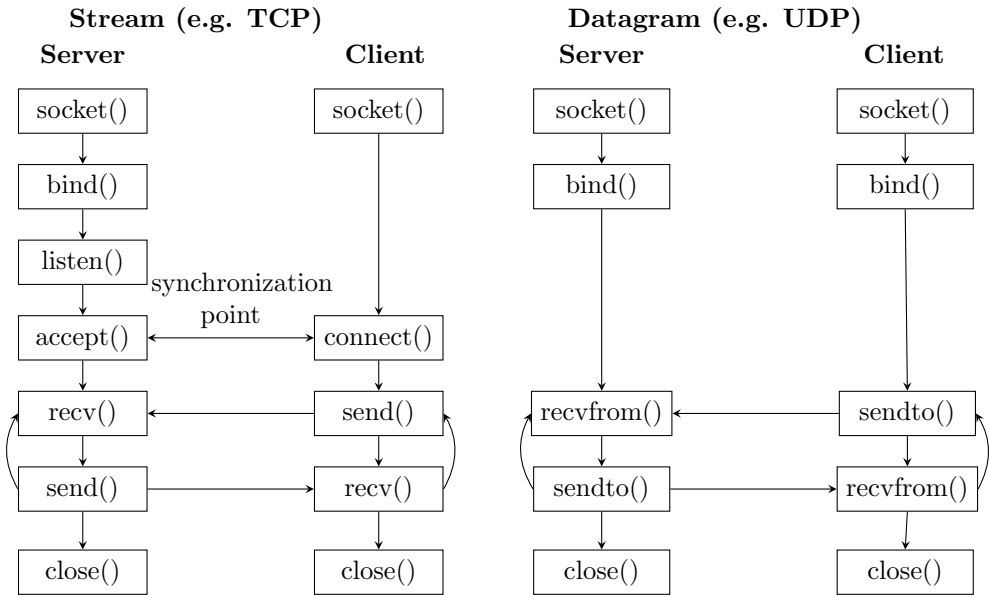 Stream (e.g. TCP)
Server
Client
socket()
socket()
bind()
listen()
synchronization
point
accept()
connect()
recv()
send()
send()
recv()
close()
close()
Datagram (e.g. UDP)
Server
Client
socket()
socket()
bind()
bind()
recvfrom()
sendto()
sendto()
recvfrom()
close()
close()